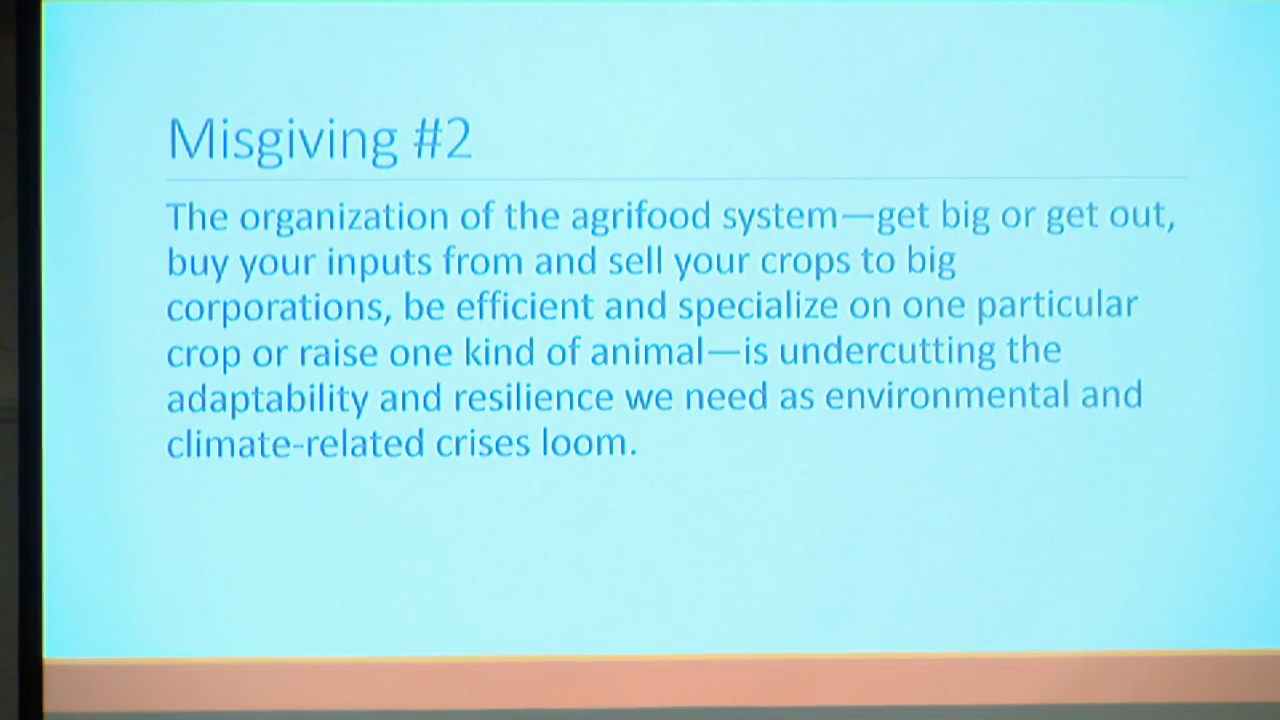 Misgiving #2
The organization of the agrifood system—get big or get out,
buy your inputs from and sell your crops to big
corporations, be efficient and specialize on one particular
crop or raise one kind of animal—is undercutting the
adaptability and resilience we need as environmental and
climate-related crises loom.